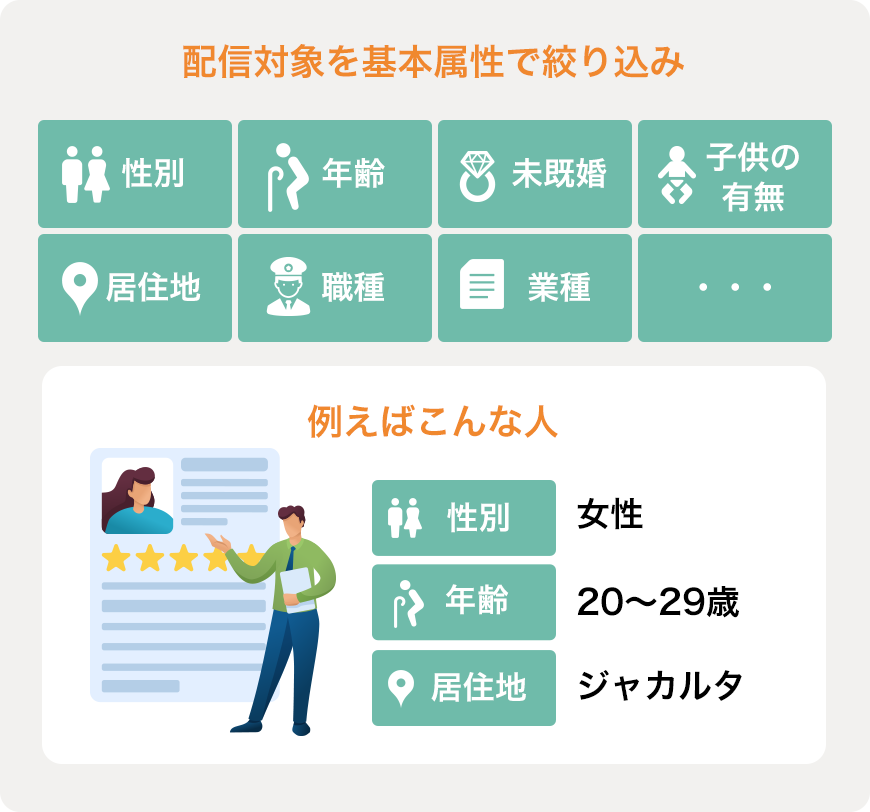 配信対象を基本属性で絞り込み
性別
年齢
未既婚
子供の
有無
居住地
職種
業種
・・・
例えばこんな人
性別
女性
年齢
20〜29歳
居住地
ジャカルタ